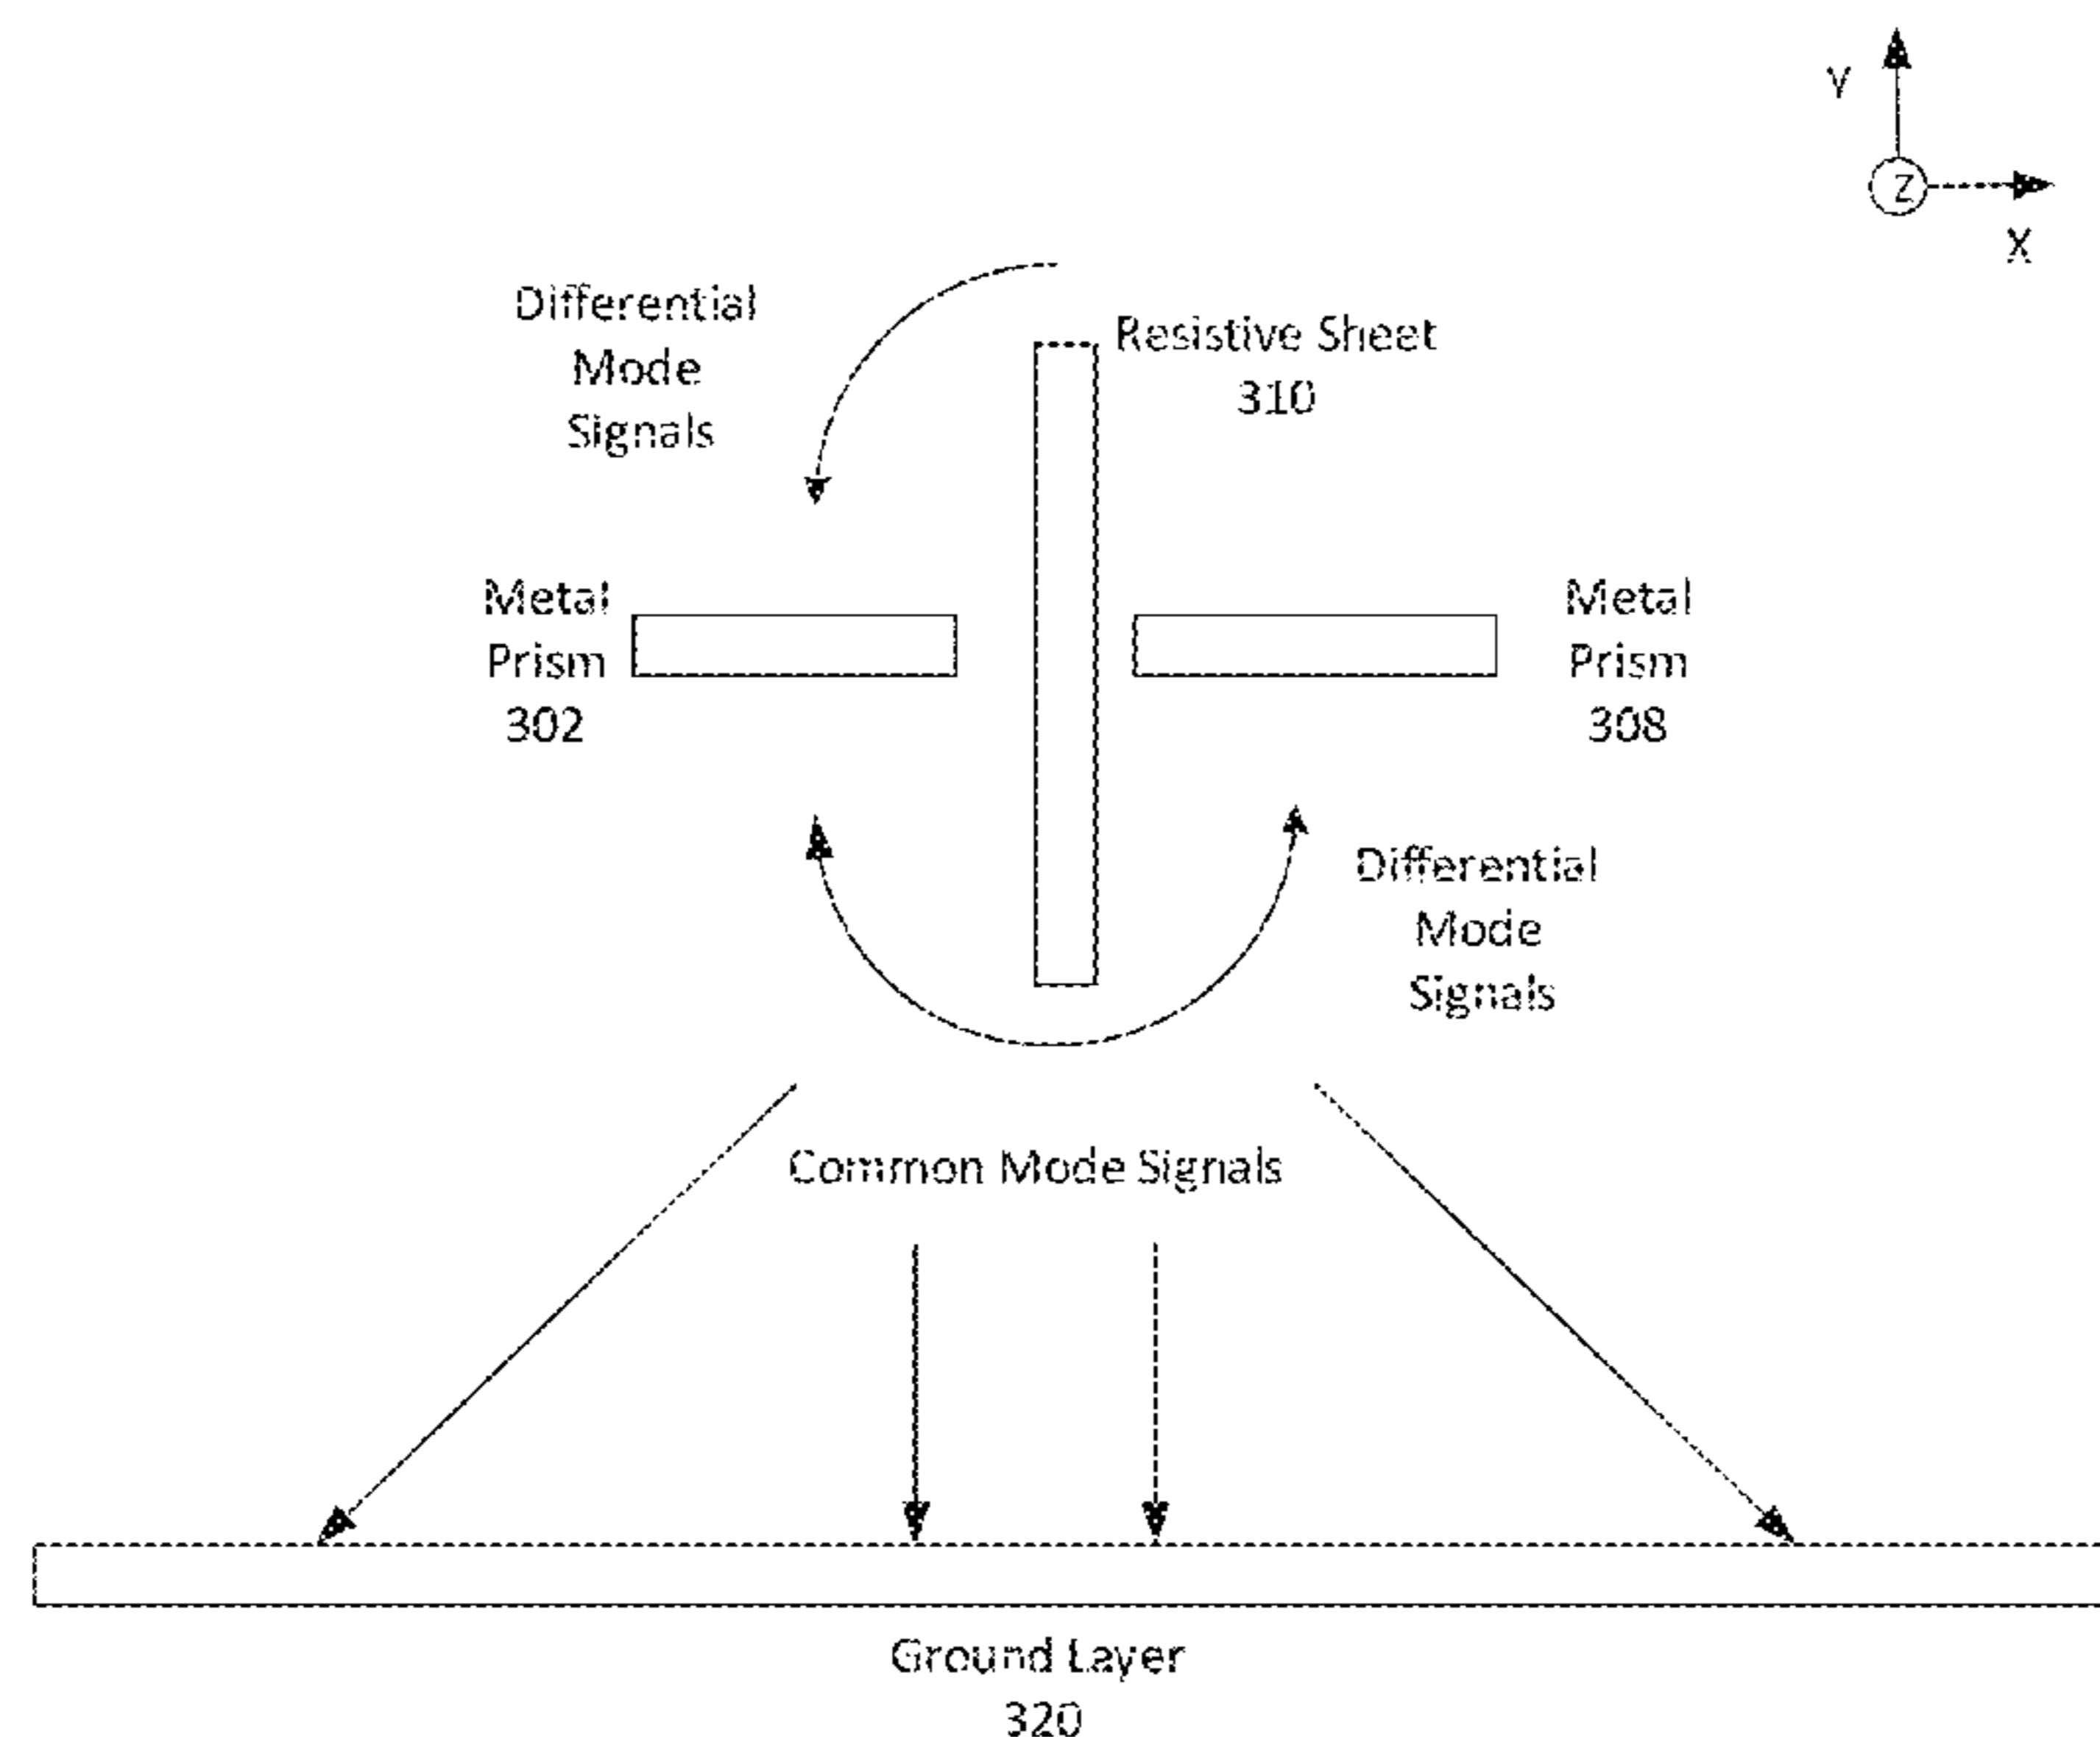 Y
Z
X
Differential
Mode
Signals
Resistive Sheet
310
Metal
Prism
302
Metal
Prism
308
Differential
Mode
Signals
Common Mode Signals
Ground Layer
320